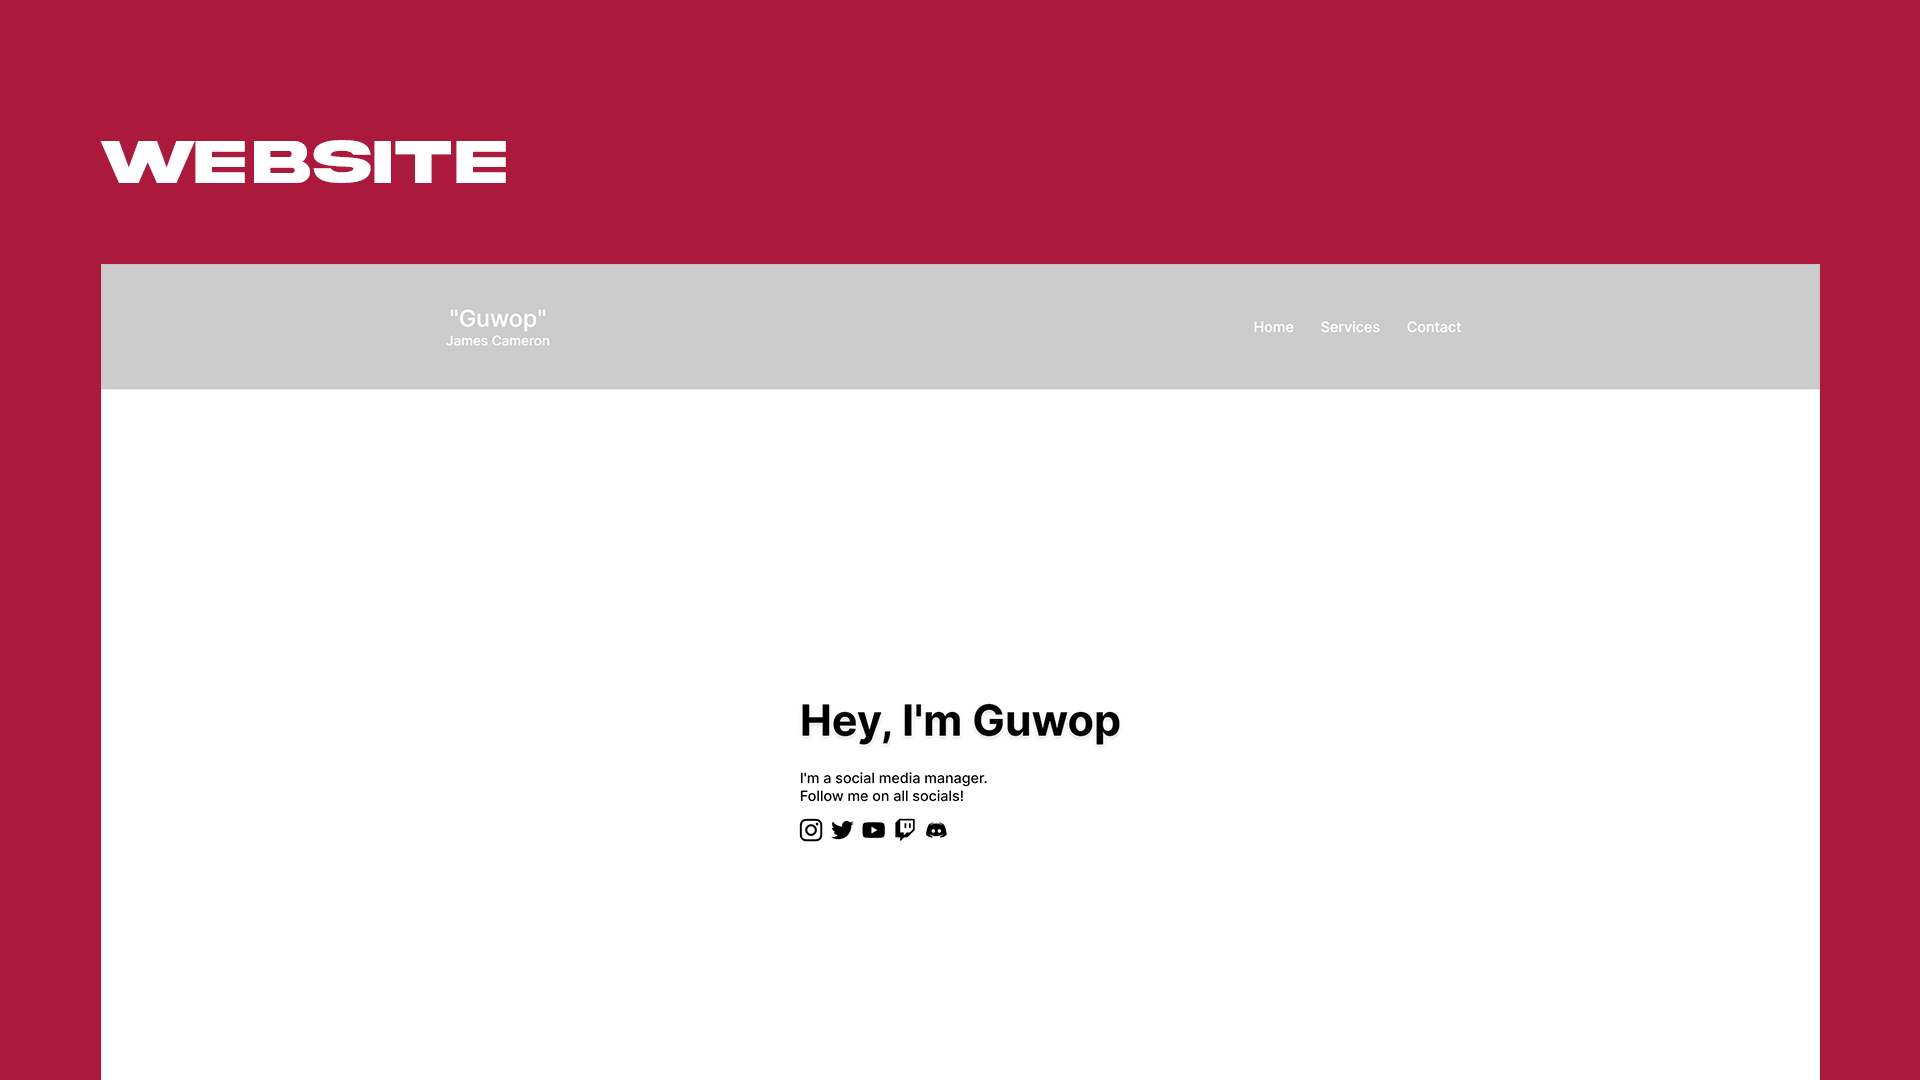 WEBSITE
"Guwop"
James Cameron
Home Services Contact
Hey, I'm Guwop
I'm a social media manager.
Follow me on all socials!